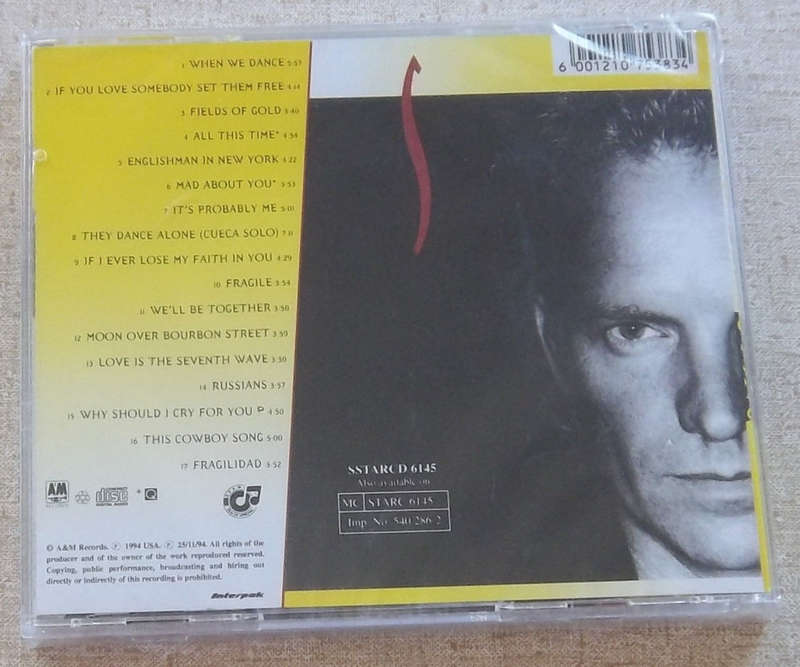 1 WHEN WE DANCE 5:57
2 IF YOU LOVE SOMEBODY SET THEM FREE 4:14
3 FIELDS OF GOLD 3:40
4 ALL THIS TIME* 4:54
5 ENGLISHMAN IN NEW YORK 4:22
6 MAD ABOUT YOU* 3:53
7 IT'S PROBABLY ME 5:01
8 THEY DANCE ALONE (CUECA SOLO) 7:11
9 IF I EVER LOSE MY FAITH IN YOU 4:29
10 FRAGILE 3:54
11 WE'LL BE TOGETHER 3:50
12 MOON OVER BOURBON STREET 3:59
13 LOVE IS THE SEVENTH WAVE 3:30
14 RUSSIANS 3:57
15 WHY SHOULD I CRY FOR YOU 4:50
16 THIS COWBOY SONG 5:00
17 FRAGILIDAD 3:52
A&M
COMPACT
disc
DIGITAL AUDIO
+ Q
© A&M Records. Ⓟ 1994 USA. Ⓟ 25/11/94. All rights of the
producer and of the owner of the work reproduced reserved.
Copying, public performance, broadcasting and hiring out
directly or indirectly of this recording is prohibited.
Interpak
6 001210 753834
SSTARCD 6145
Also available on
MC STARC 6145
Imp. No. 540 286-2